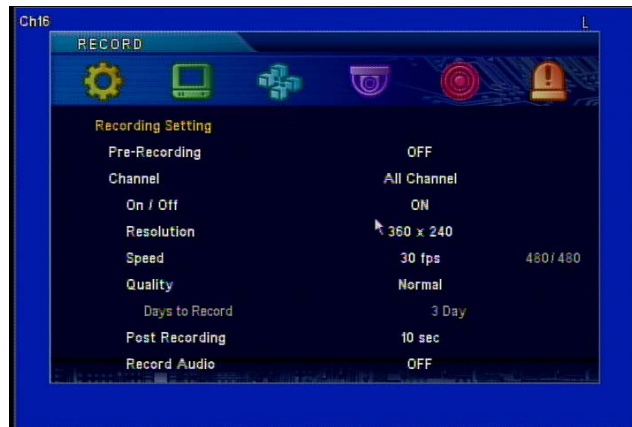 Ch16
L
RECORD
Recording Setting
Pre-Recording OFF
Channel All Channel
On / Off ON
Resolution 360 x 240
Speed 30 fps 480/480
Quality Normal
Days to Record 3 Day
Post Recording 10 sec
Record Audio OFF